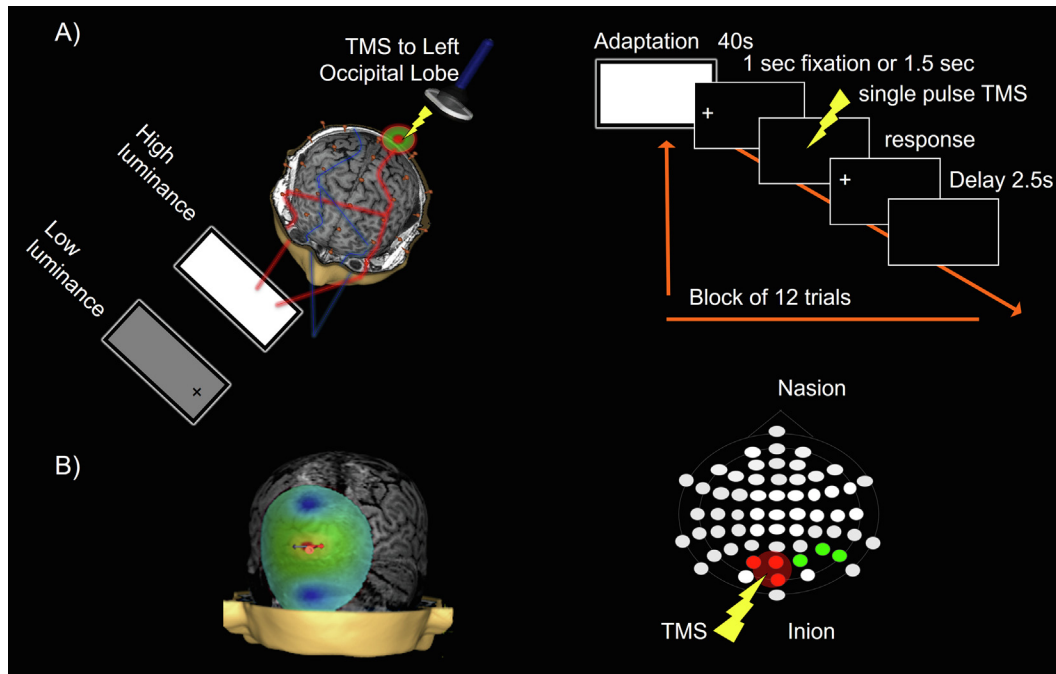 A)
TMS to Left
Occipital Lobe
High
luminance
Low
luminance
Adaptation 40s
1 sec fixation or 1.5 sec
single pulse TMS
response
Delay 2.5s
Block of 12 trials
B)
Nasion
TMS
Inion